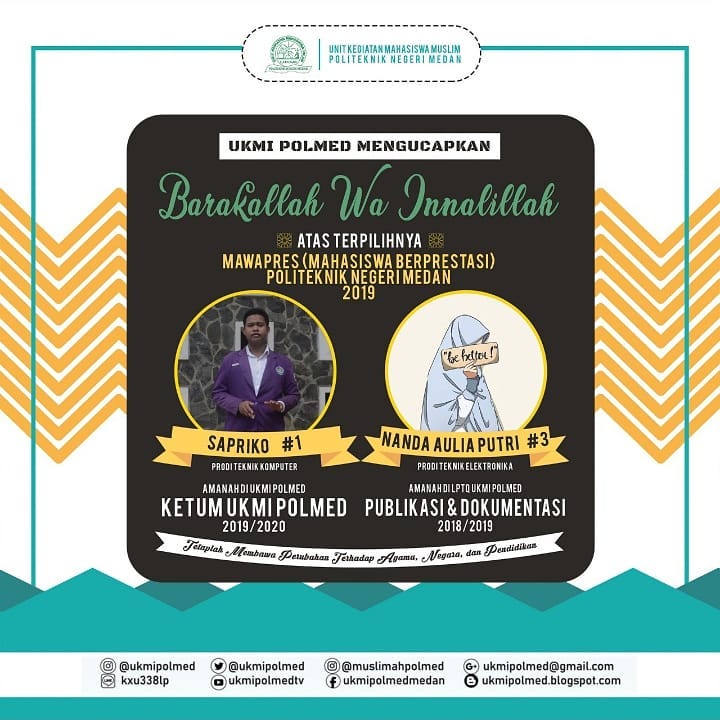 UNIT KEGIATAN MAHASISWA MUSLIM
POLITEKNIK NEGERI MEDAN
UKMI POLMED MENGUCAPKAN
Barakallah Wa Innalillah
ATAS TERPILIHNYA
MAWAPRES (MAHASISWA BERPRESTASI)
POLITEKNIK NEGERI MEDAN
2019
"be better!"
SAPRIKO #1
NANDA AULIA PUTRI #3
PRODI TEKNIK KOMPUTER
PRODI TEKNIK ELEKTRONIKA
AMANAH DI UKMI POLMED
KETUM UKMI POLMED
2019/2020
AMANAH DI LPTQ UKMI POLMED
PUBLIKASI & DOKUMENTASI
2018/2019
Tetaplah Membawa Perubahan Terhadap Agama, Negara, dan Pendidikan
@ukmipolmed
@ukmipolmed
@muslimahpolmed
ukmipolmed@gmail.com
kxu338lp
ukmipolmedtv
ukmipolmedmedan
ukmipolmed.blogspot.com